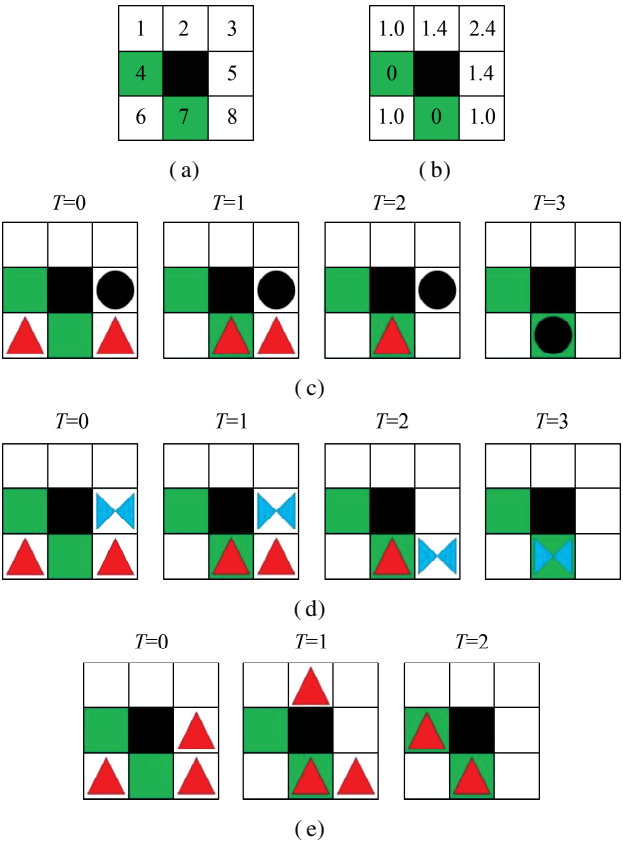 1 2 3
4 5
6 7 8
(a)
1.0 1.4 2.4
0 1.4
1.0 0 1.0
(b)
T=0 T=1 T=2 T=3
(c)
T=0 T=1 T=2 T=3
(d)
T=0 T=1 T=2
(e)